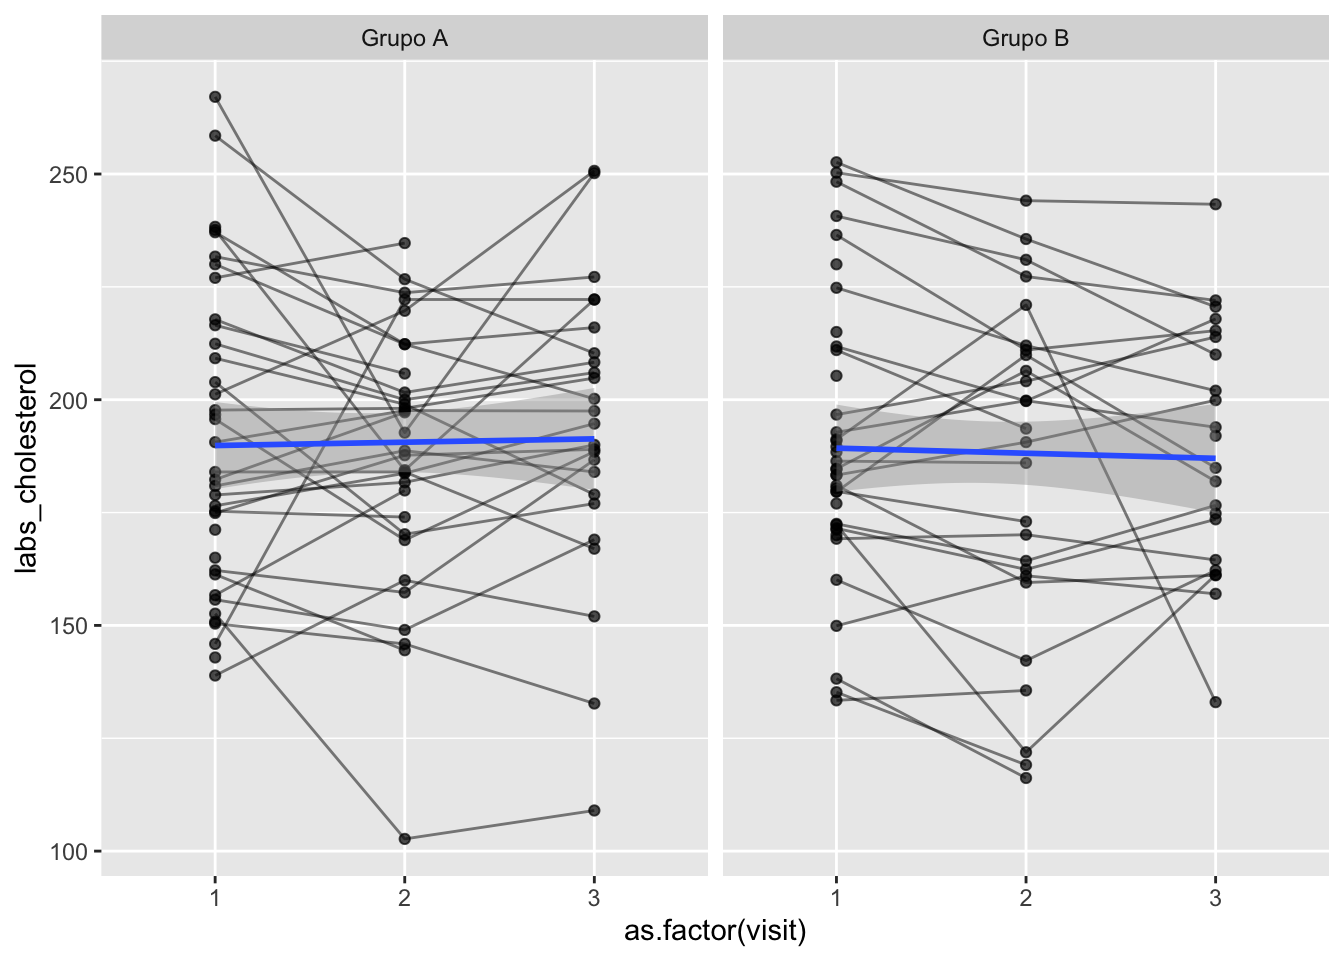 Grupo A
Grupo B
labs_cholesterol
250
200
150
100
1 2 3
1 2 3
as.factor(visit)